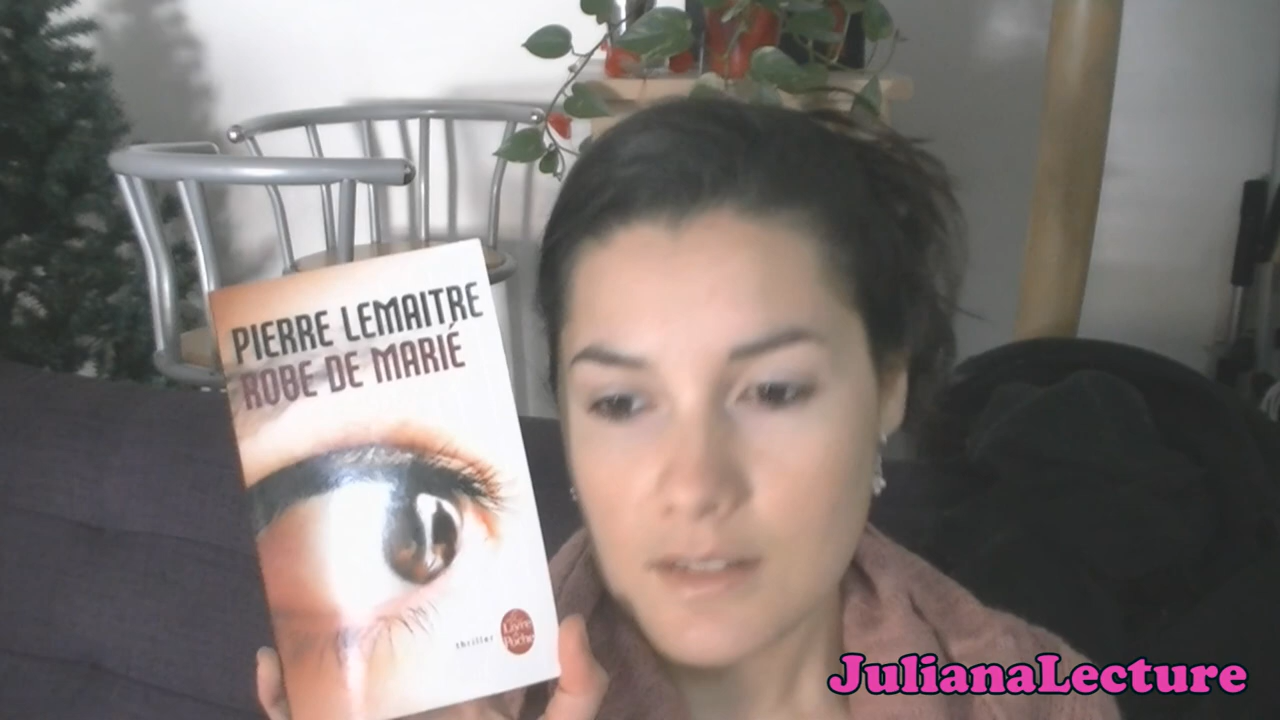 PIERRE LEMAITRE
ROBE DE MARIÉ
thriller
Le Livre
de Poche
JulianaLecture